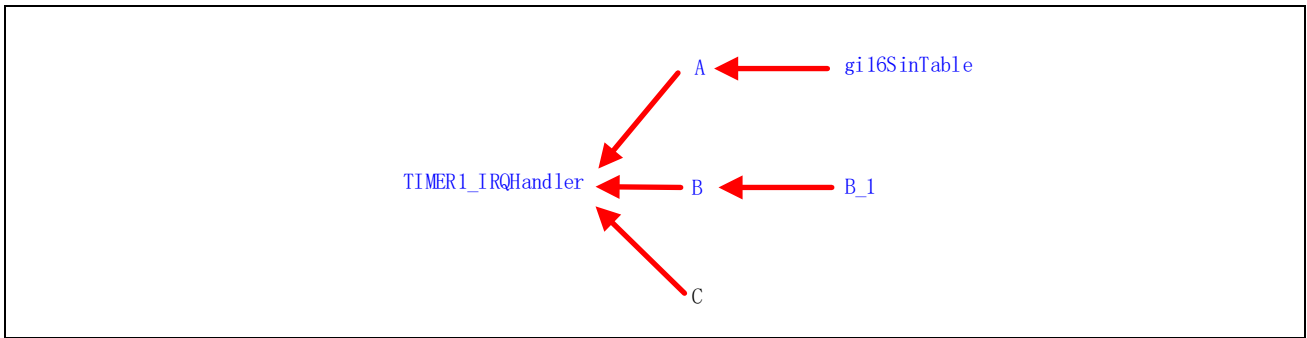 A
gi16SinTable
TIMER1_IRQHandler
B
B_1
C